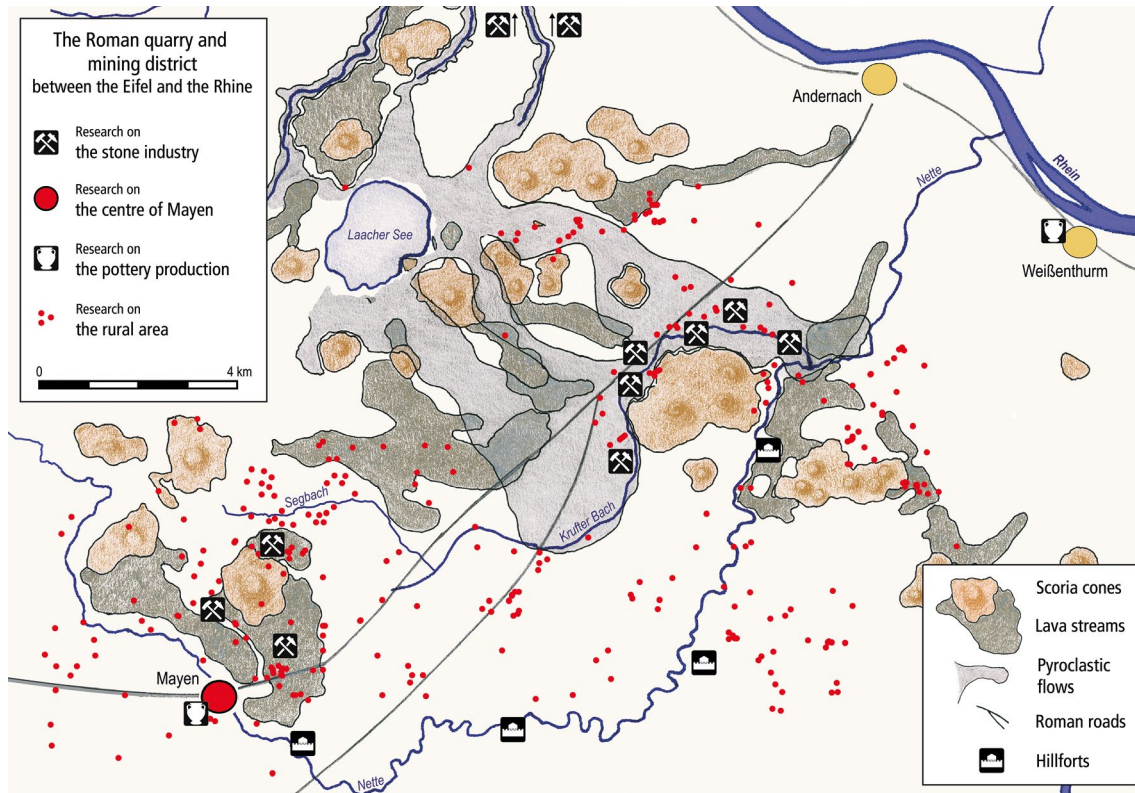 The Roman quarry and
mining district
between the Eifel and the Rhine
Research on
the stone industry
Research on
the centre of Mayen
Research on
the pottery production
Research on
the rural area
0 4 km
Andernach
Nette
Rhein
Weißenthurm
Laacher See
Segbach
Krufter Bach
Mayen
Nette
Scoria cones
Lava streams
Pyroclastic
flows
Roman roads
Hillforts